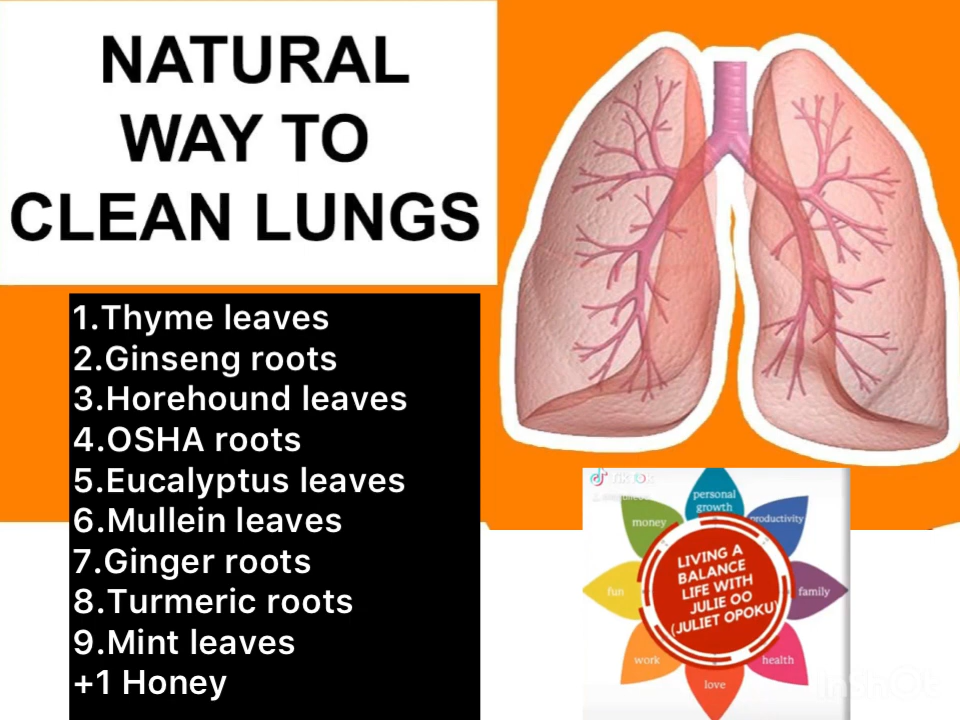 NATURAL
WAY TO
CLEAN LUNGS
1.Thyme leaves
2.Ginseng roots
3.Horehound leaves
4.OSHA roots
5.Eucalyptus leaves
6.Mullein leaves
7.Ginger roots
8.Turmeric roots
9.Mint leaves
+1 Honey
TikTok
personal
growth
money
productivity
LIVING A
BALANCE
LIFE WITH
JULIE OO
(JULIET OPOKU)
fun
family
work
health
love
InShOt